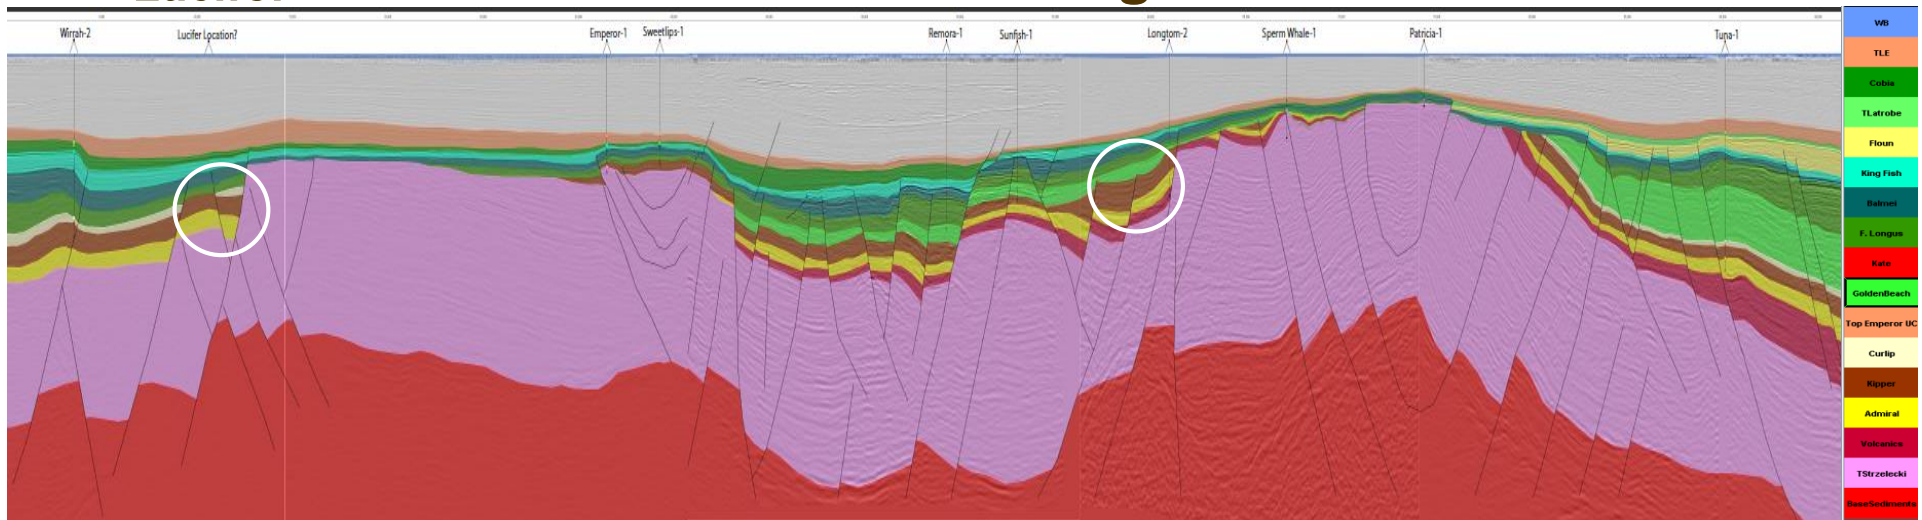 Wirrah-2
Lucifer Location?
Emperor-1
Sweetlips-1
Remora-1
Sunfish-1
Longtom-2
Sperm Whale-1
Patricia-1
Tuna-1
WB
TLE
Cobia
TLatrobe
Floun
King Fish
Balmei
F. Longus
Kate
GoldenBeach
Top Emperor UC
Curlip
Kipper
Admiral
Volcanics
TStrzelecki
BaseSediments